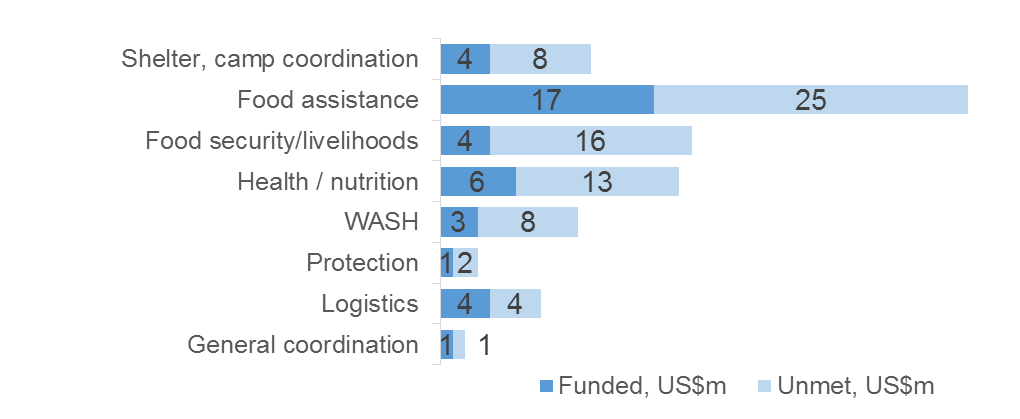 Shelter, camp coordination 4 8
Food assistance 17 25
Food security/livelihoods 4 16
Health / nutrition 6 13
WASH 3 8
Protection 1 2
Logistics 4 4
General coordination 1 1
Funded, US$m Unmet, US$m